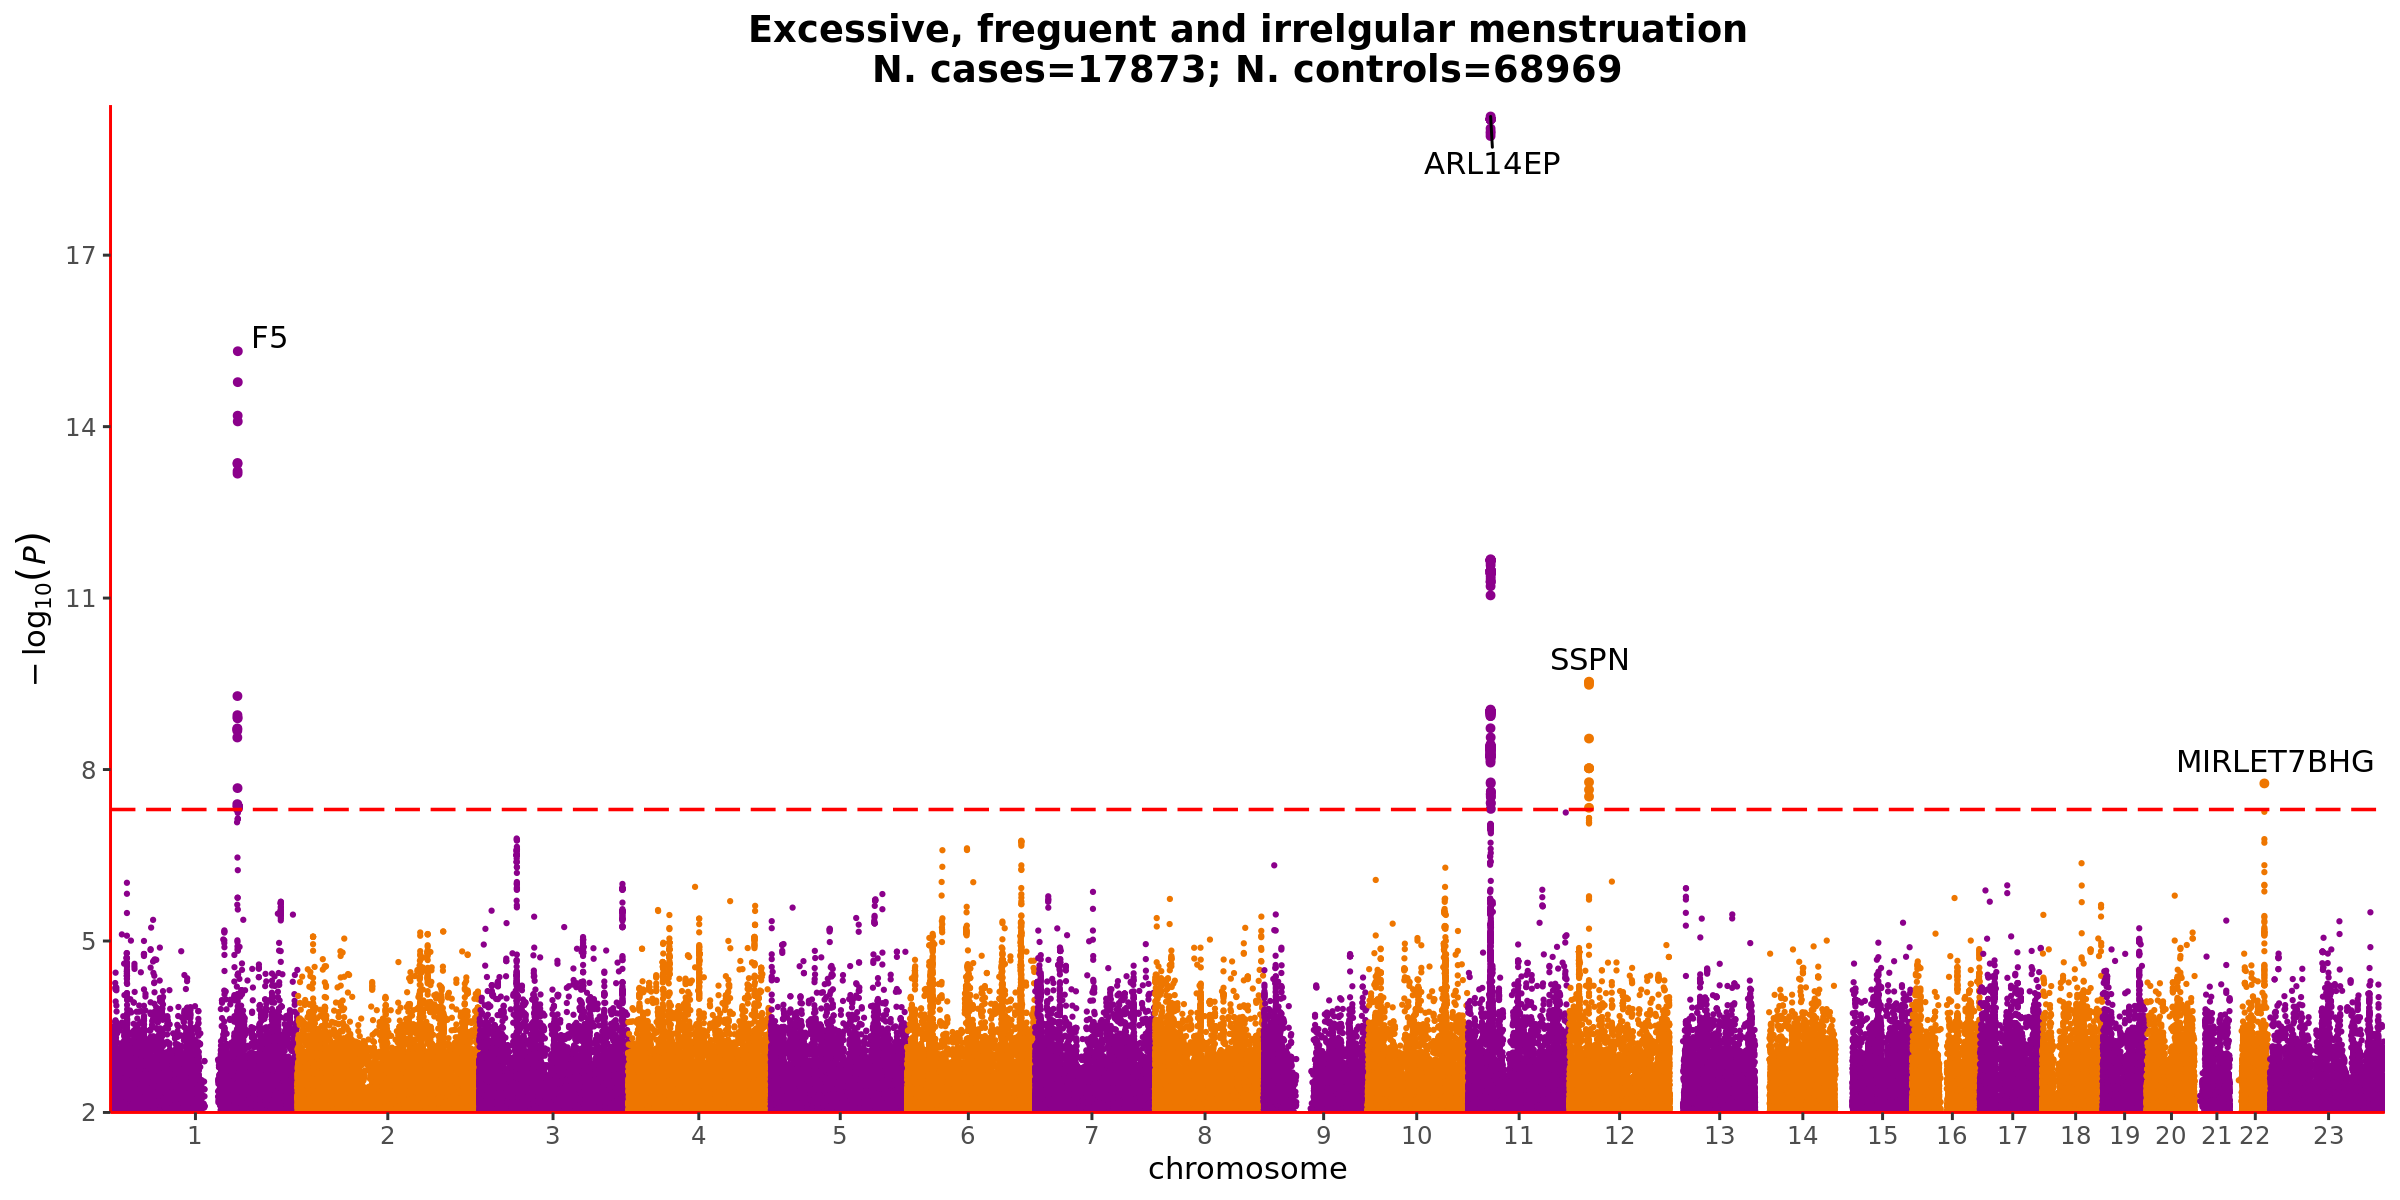 Excessive, freguent and irrelgular menstruation
N. cases=17873; N. controls=68969
ARL14EP
17
F5
14
− log10(P)
11
SSPN
8
MIRLET7BHG
5
2
1 2 3 4 5 6 7 8 9 10 11 12 13 14 15 16 17 18 19 20 21 22 23
chromosome